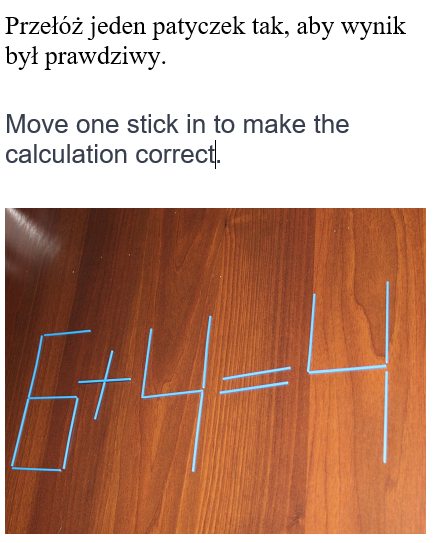 Przełóż jeden patyczek tak, aby wynik
był prawdziwy.
Move one stick in to make the
calculation correct.
6+4=4